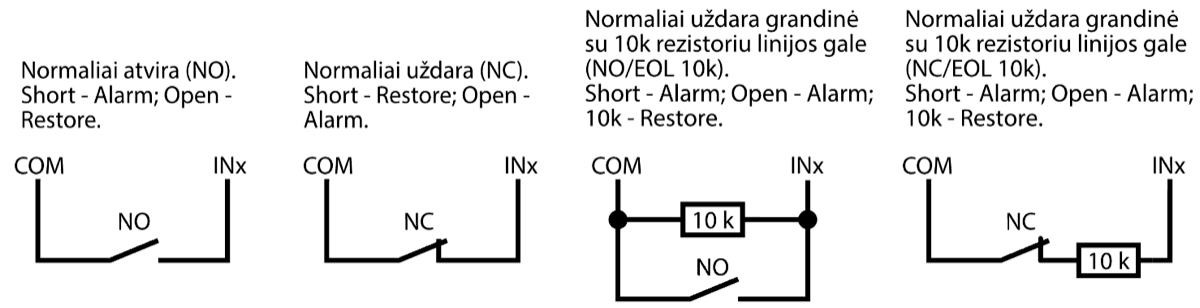 Normaliai atvira (NO).
Short - Alarm; Open -
Restore.
COM
INx
NO
Normaliai uždara (NC).
Short - Restore; Open -
Alarm.
COM
INx
NC
Normaliai uždara grandinė
su 10k rezistoriu linijos gale
(NO/EOL 10k).
Short - Alarm; Open - Alarm;
10k - Restore.
COM
INx
10 k
NO
Normaliai uždara grandinė
su 10k rezistoriu linijos gale
(NC/EOL 10k).
Short - Alarm; Open - Alarm;
10k - Restore.
COM
INx
NC
10 k